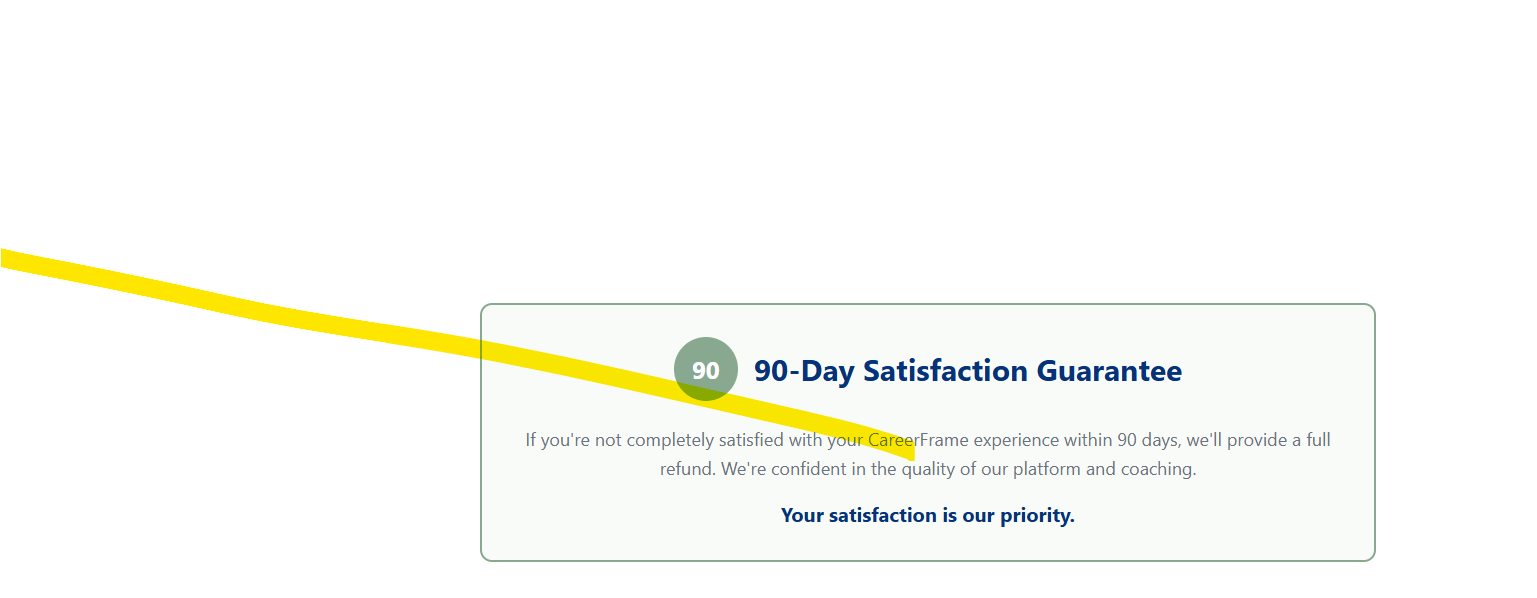 90
90-Day Satisfaction Guarantee
If you're not completely satisfied with your CareerFrame experience within 90 days, we'll provide a full
refund. We're confident in the quality of our platform and coaching.
Your satisfaction is our priority.